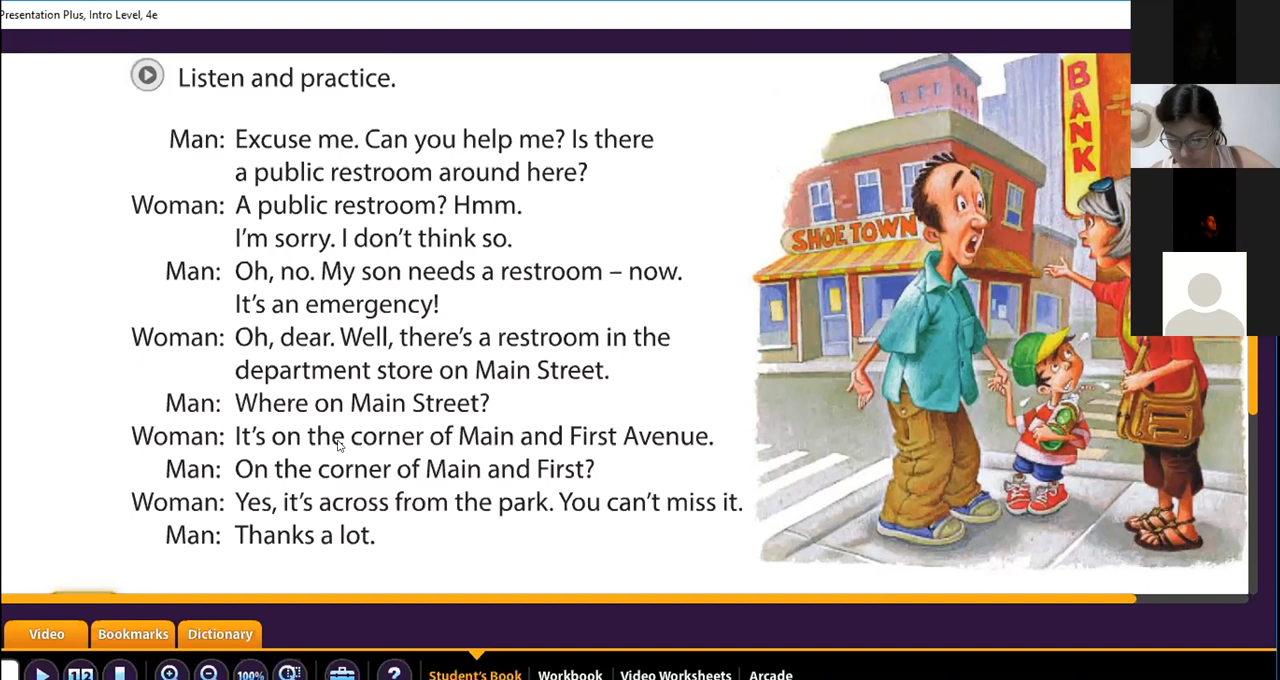 Presentation Plus, Intro Level, 4e
Listen and practice.
Man: Excuse me. Can you help me? Is there
a public restroom around here?
Woman: A public restroom? Hmm.
I'm sorry. I don't think so.
Man: Oh, no. My son needs a restroom – now.
It's an emergency!
Woman: Oh, dear. Well, there's a restroom in the
department store on Main Street.
Man: Where on Main Street?
Woman: It's on the corner of Main and First Avenue.
Man: On the corner of Main and First?
Woman: Yes, it's across from the park. You can't miss it.
Man: Thanks a lot.
BANK
SHOE TOWN
Video Bookmarks Dictionary
1 2 100% ? Student's Book Workbook Video Worksheets Arcade